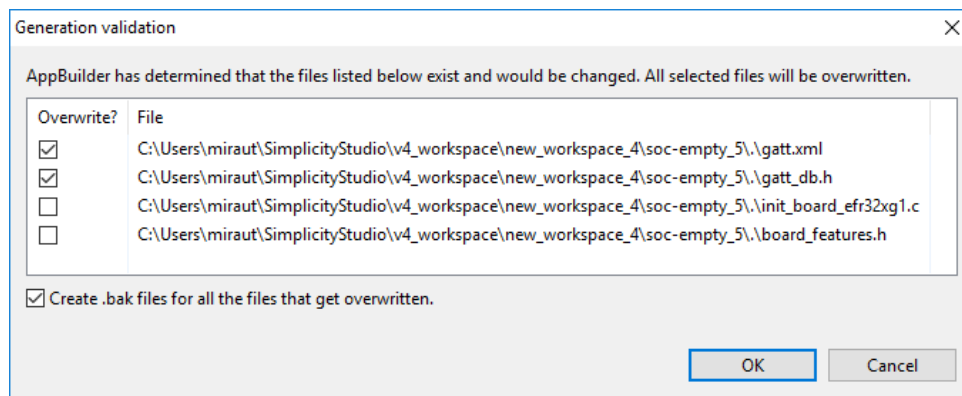 Generation validation
AppBuilder has determined that the files listed below exist and would be changed. All selected files will be overwritten.
Overwrite? File
C:\Users\miraut\SimplicityStudio\v4_workspace\new_workspace_4\soc-empty_5\.\gatt.xml
C:\Users\miraut\SimplicityStudio\v4_workspace\new_workspace_4\soc-empty_5\.\gatt_db.h
C:\Users\miraut\SimplicityStudio\v4_workspace\new_workspace_4\soc-empty_5\.\init_board_efr32xg1.c
C:\Users\miraut\SimplicityStudio\v4_workspace\new_workspace_4\soc-empty_5\.\board_features.h
Create .bak files for all the files that get overwritten.
OK Cancel